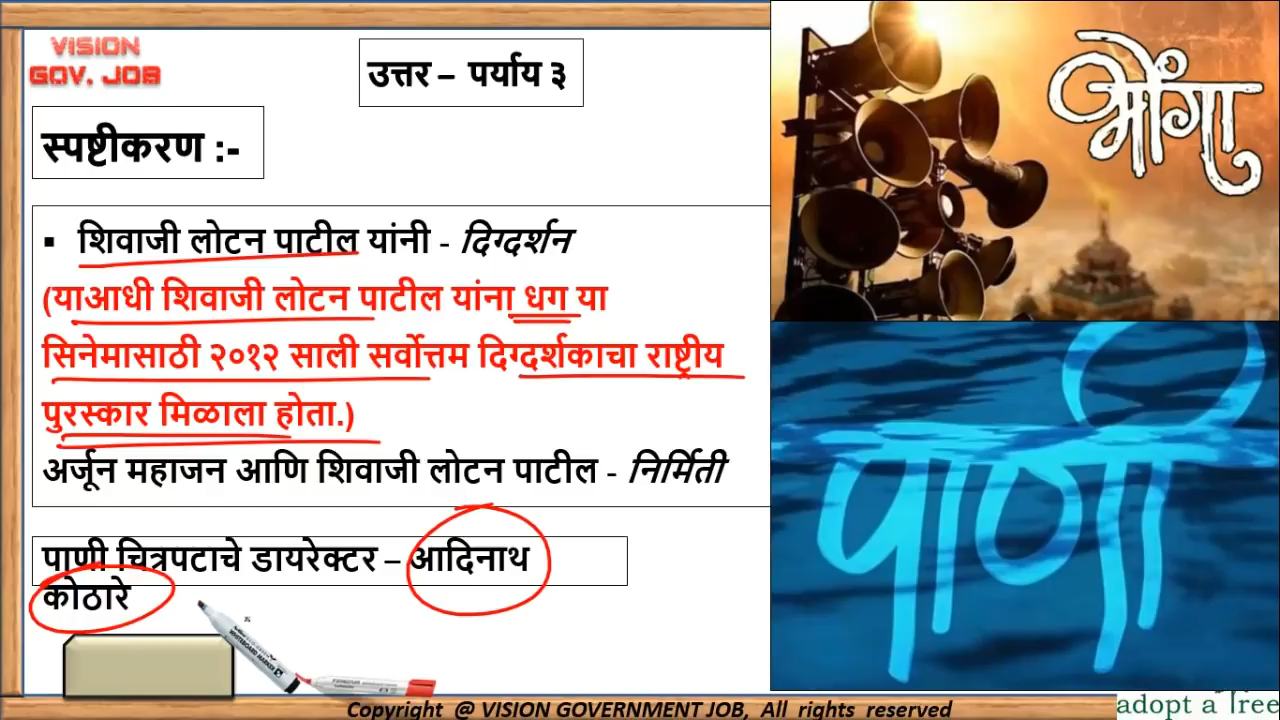 VISION
GOV. JOB
उत्तर – पर्याय ३
स्पष्टीकरण :-
▪ शिवाजी लोटन पाटील यांनी - दिग्दर्शन
(याआधी शिवाजी लोटन पाटील यांना धग या
सिनेमासाठी २०१२ साली सर्वोत्तम दिग्दर्शकाचा राष्ट्रीय
पुरस्कार मिळाला होता.)
अर्जून महाजन आणि शिवाजी लोटन पाटील - निर्मिती
पाणी चित्रपटाचे डायरेक्टर – आदिनाथ
कोठारे
भोंगा
पाणी
WHITEBOARD MARKER
Copyright @ VISION GOVERNMENT JOB, All rights reserved
adopt a Tree